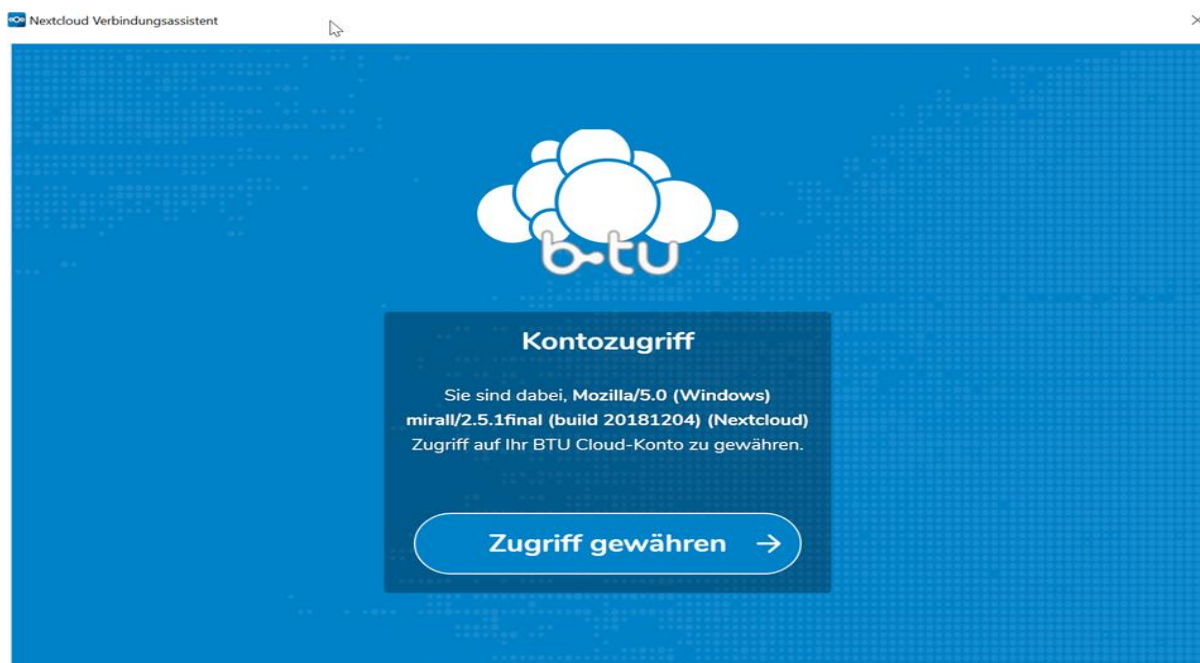 Nextcloud Verbindungsassistent
b-tu
Kontozugriff
Sie sind dabei, Mozilla/5.0 (Windows)
mirall/2.5.1final (build 20181204) (Nextcloud)
Zugriff auf Ihr BTU Cloud-Konto zu gewähren.
Zugriff gewähren